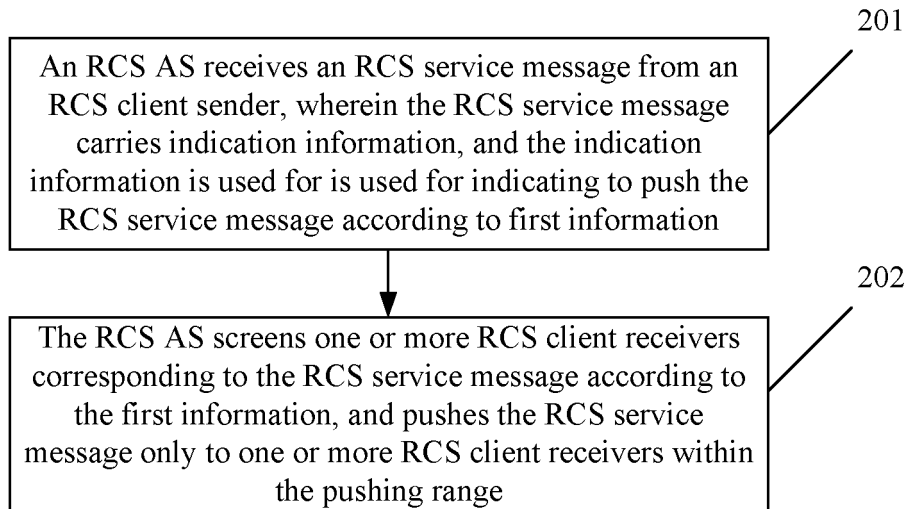 201
An RCS AS receives an RCS service message from an
RCS client sender, wherein the RCS service message
carries indication information, and the indication
information is used for is used for indicating to push the
RCS service message according to first information
202
The RCS AS screens one or more RCS client receivers
corresponding to the RCS service message according to
the first information, and pushes the RCS service
message only to one or more RCS client receivers within
the pushing range